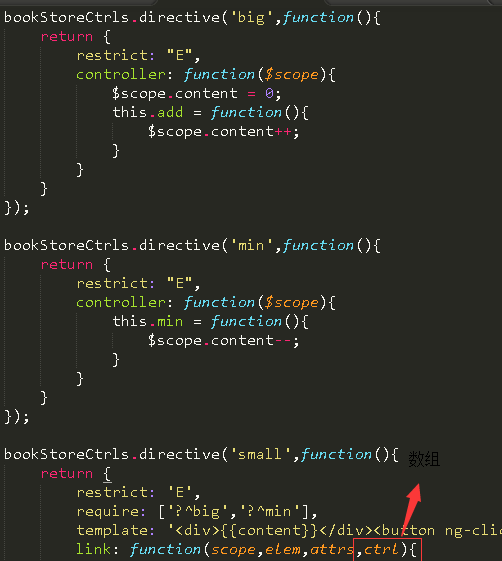 bookStoreCtrls.directive('big',function(){
    return {
        restrict: "E",
        controller: function($scope){
            $scope.content = 0;
            this.add = function(){
                $scope.content++;
            }
        }
    }
});

bookStoreCtrls.directive('min',function(){
    return {
        restrict: "E",
        controller: function($scope){
            this.min = function(){
                $scope.content--;
            }
        }
    }
});

bookStoreCtrls.directive('small',function(){ 数组
    return {
        restrict: 'E',
        require: ['?^big','?^min'],
        template: '<div>{{content}}</div><button ng-clic
        link: function(scope,elem,attrs,ctrl){